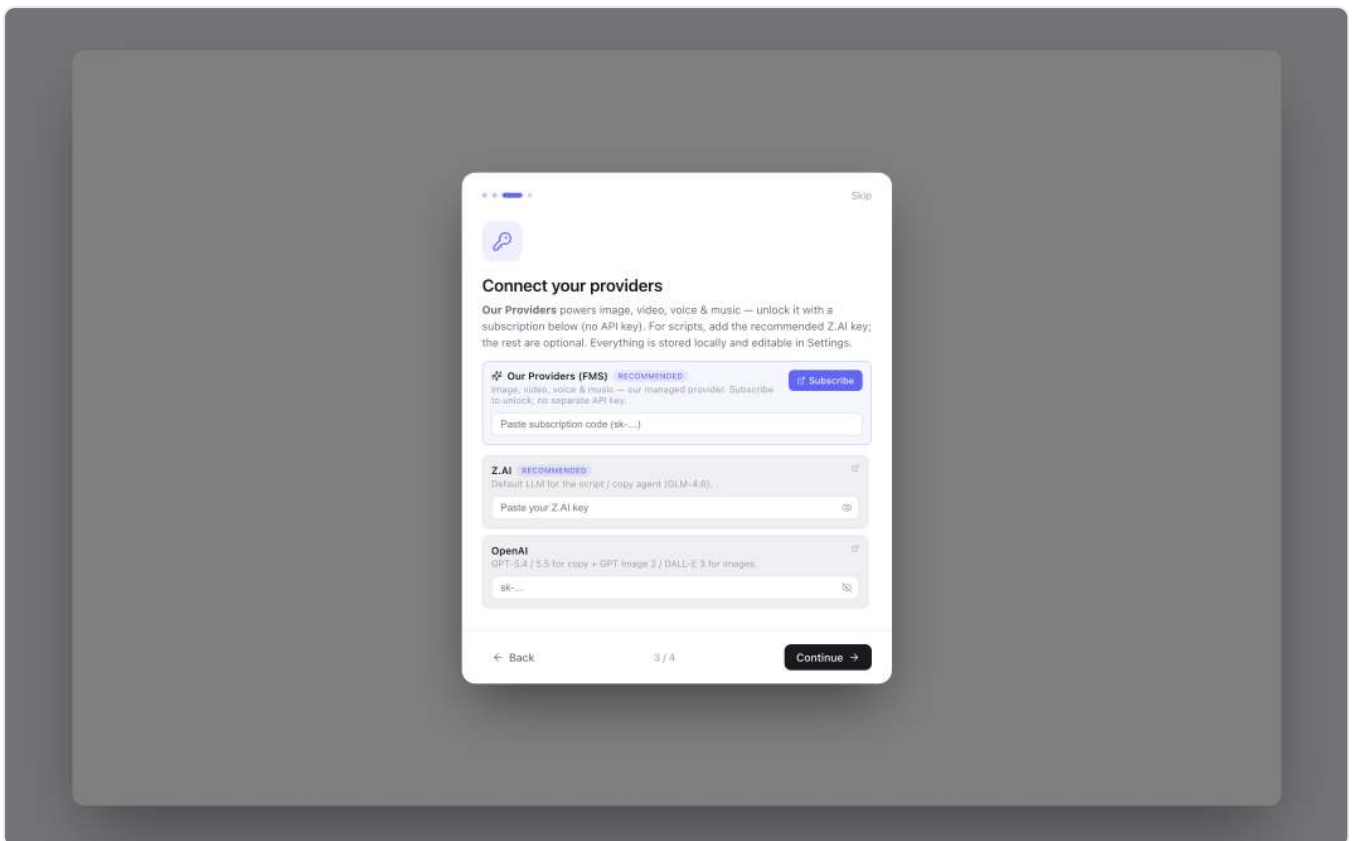 Skip
Connect your providers
Our Providers powers image, video, voice & music — unlock it with a
subscription below (no API key). For scripts, add the recommended Z.AI key;
the rest are optional. Everything is stored locally and editable in Settings.
Our Providers (FMS) RECOMMENDED
Subscribe
Image, video, voice & music — our managed provider. Subscribe
to unlock; no separate API key.
Paste subscription code (sk-...)
Z.AI RECOMMENDED
Default LLM for the script / copy agent (GLM-4.6).
Paste your Z.AI key
OpenAI
GPT-5.4 / 5.5 for copy + GPT Image 2 / DALL-E 3 for images.
sk-...
← Back
3 / 4
Continue →